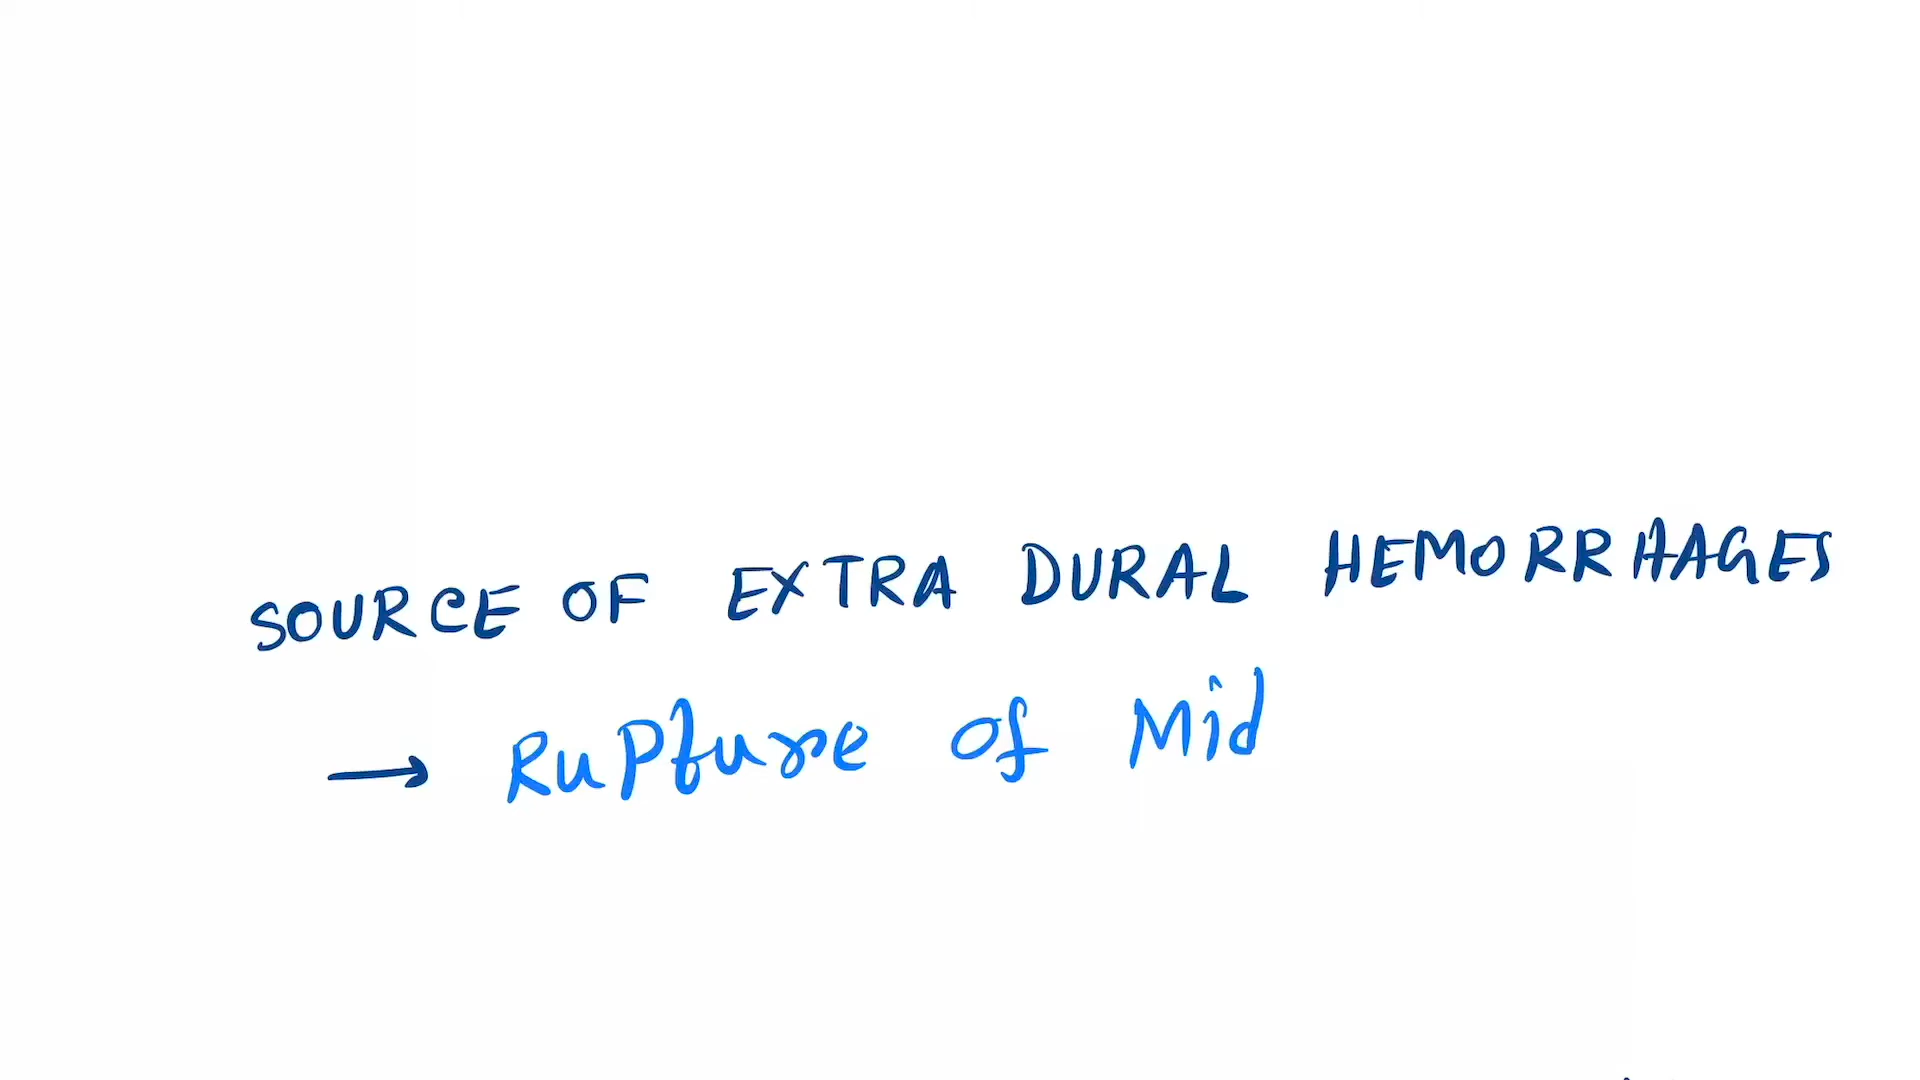 SOURCE OF EXTRA DURAL HEMORRHAGES
→ Rupture of Mid